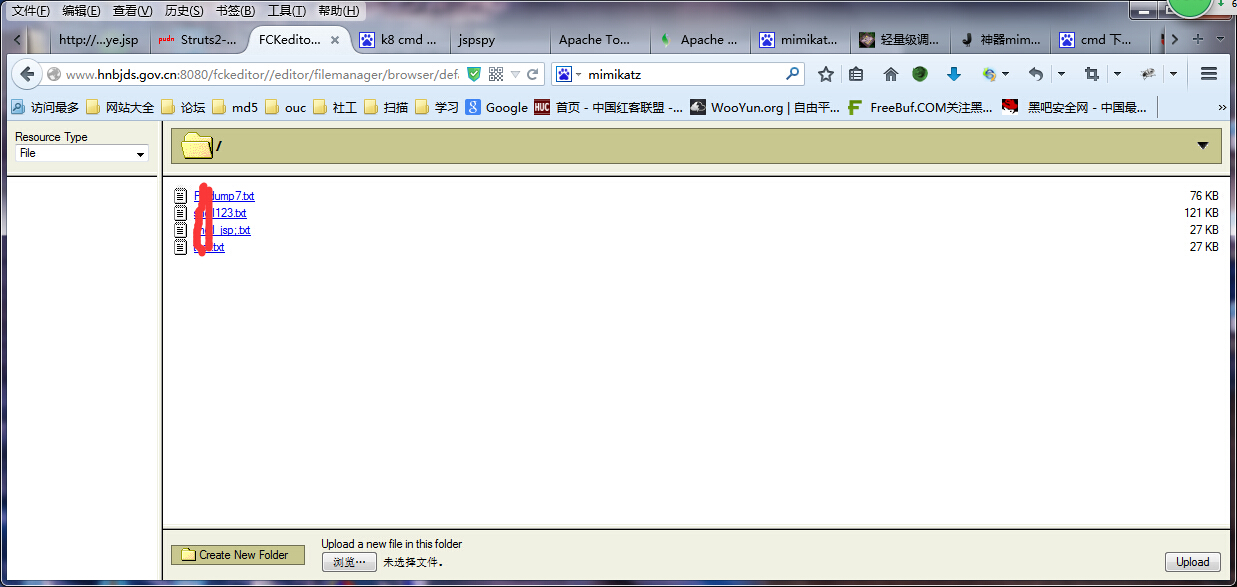 文件(F) 编辑(E) 查看(V) 历史(S) 书签(B) 工具(T) 帮助(H)
http://...ye.jsp pudn Struts2-... FCKedito... k8 cmd ... jspspy Apache To... Apache ... mimikat... 轻星级调... 神器mim... cmd 下...
www.hnbjds.gov.cn:8080/fckeditor//editor/filemanager/browser/def mimikatz
访问最多 网站大全 论坛 md5 ouc 社工 扫描 学习 Google HUC 首页 - 中国红客联盟 -... WooYun.org | 自由平... FreeBuf.COM关注黑... 黑吧安全网 - 中国最...
Resource Type
File
/
dump7.txt 76 KB
123.txt 121 KB
jsp;.txt 27 KB
.txt 27 KB
Create New Folder
Upload a new file in this folder
浏览… 未选择文件。
Upload